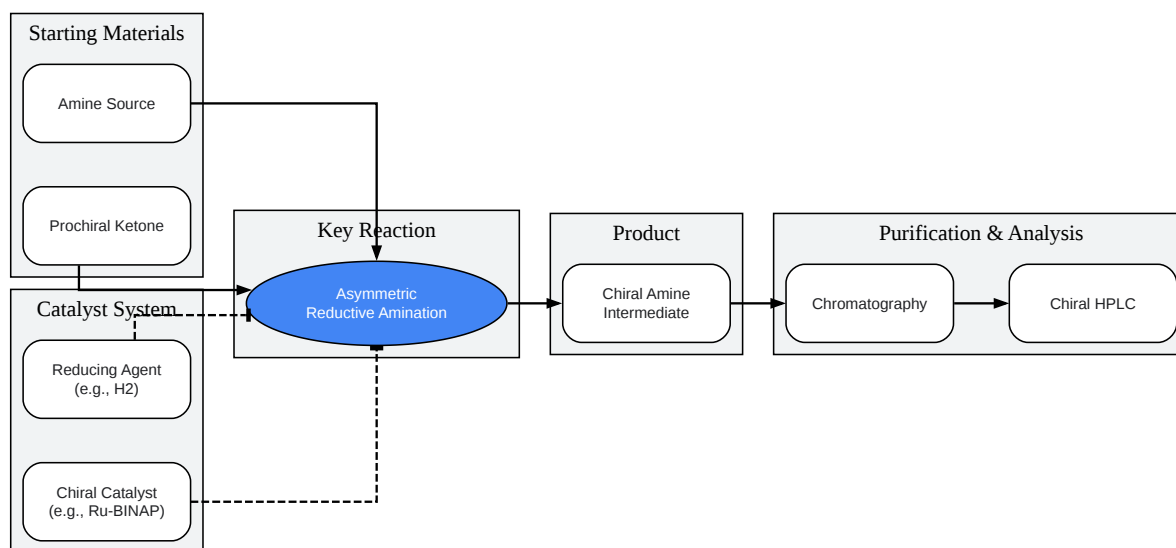 Starting Materials
Amine Source
Prochiral Ketone
Catalyst System
Reducing Agent
(e.g., H2)
Chiral Catalyst
(e.g., Ru-BINAP)
Key Reaction
Asymmetric
Reductive Amination
Product
Chiral Amine
Intermediate
Purification & Analysis
Chromatography
Chiral HPLC